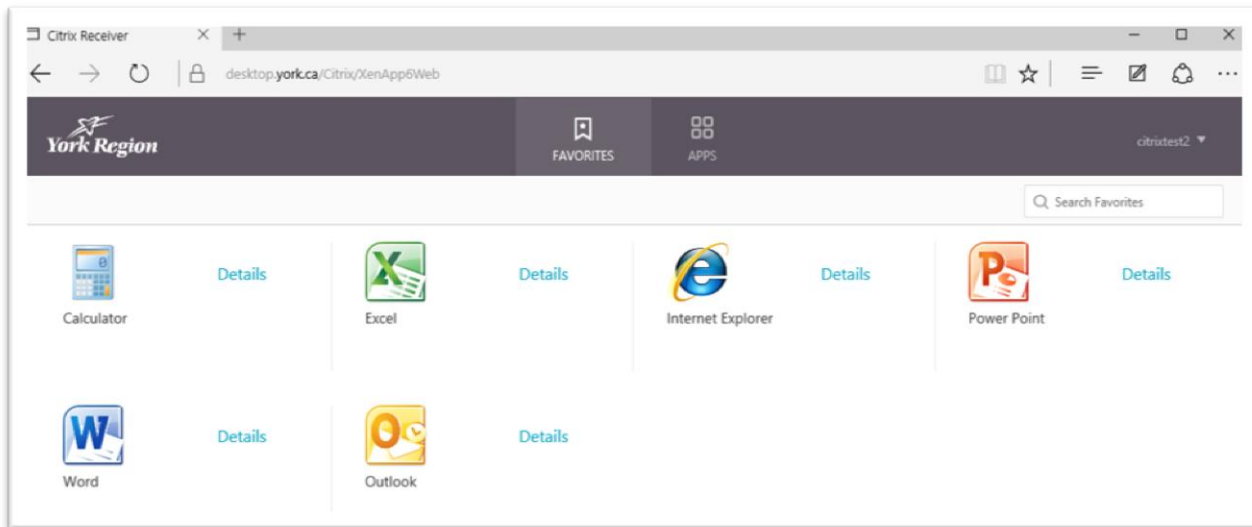 Citrix Receiver
desktop.york.ca/Citrix/XenApp6Web
York Region
FAVORITES
APPS
citrixtest2
Search Favorites
Details
Details
Details
Details
Calculator
Excel
Internet Explorer
Power Point
Details
Details
Word
Outlook